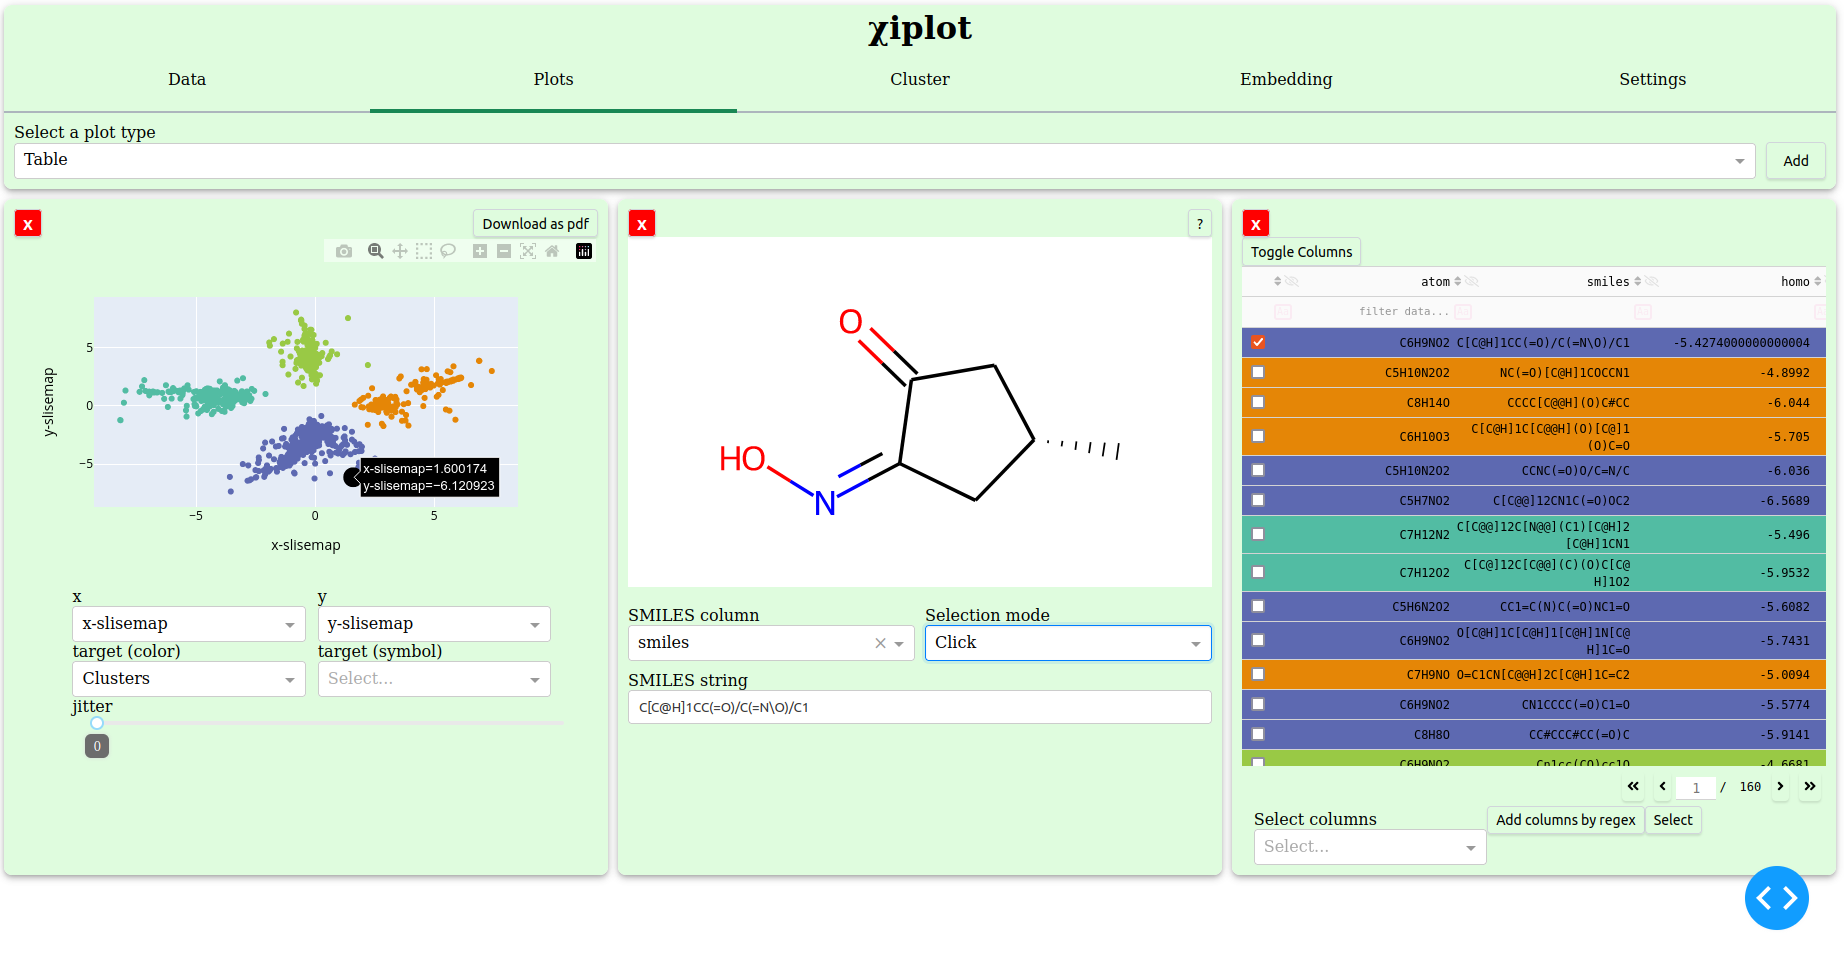 χiplot
Data Plots Cluster Embedding Settings
Select a plot type
Table
Add
X
Download as pdf
5
0
−5
−5 0 5
x-slisemap=1.600174
y-slisemap=−6.120923
y-slisemap
x-slisemap
x y
x-slisemap y-slisemap
target (color) target (symbol)
Clusters Select...
jitter
0
X
?
O
HO
N
SMILES column Selection mode
smiles Click
SMILES string
C[C@H]1CC(=O)/C(=N\O)/C1
X
Toggle Columns
atom smiles homo
filter data...
C6H9NO2 C[C@H]1CC(=O)/C(=N\O)/C1 -5.4274000000000004
C5H10N2O2 NC(=O)[C@H]1COCCN1 -4.8992
C8H14O CCCC[C@@H](O)C#CC -6.044
C6H10O3 C[C@H]1C[C@@H](O)[C@]1
(O)C=O -5.705
C5H10N2O2 CCNC(=O)O/C=N/C -6.036
C5H7NO2 C[C@@]12CN1C(=O)OC2 -6.5689
C7H12N2 C[C@@]12C[N@@](C1)[C@H]2
[C@H]1CN1 -5.496
C7H12O2 C[C@]12C[C@@](C)(O)C[C@
H]1O2 -5.9532
C5H6N2O2 CC1=C(N)C(=O)NC1=O -5.6082
C6H9NO2 O[C@H]1C[C@H]1[C@H]1N[C@
H]1C=O -5.7431
C7H9NO O=C1CN[C@@H]2C[C@H]1C=C2 -5.0094
C6H9NO2 CN1CCCC(=O)C1=O -5.5774
C8H8O CC#CCC#CC(=O)C -5.9141
C6H9NO2 Cn1cc(CO)cc1O -4.6681
1 / 160
Select columns
Add columns by regex Select
Select...